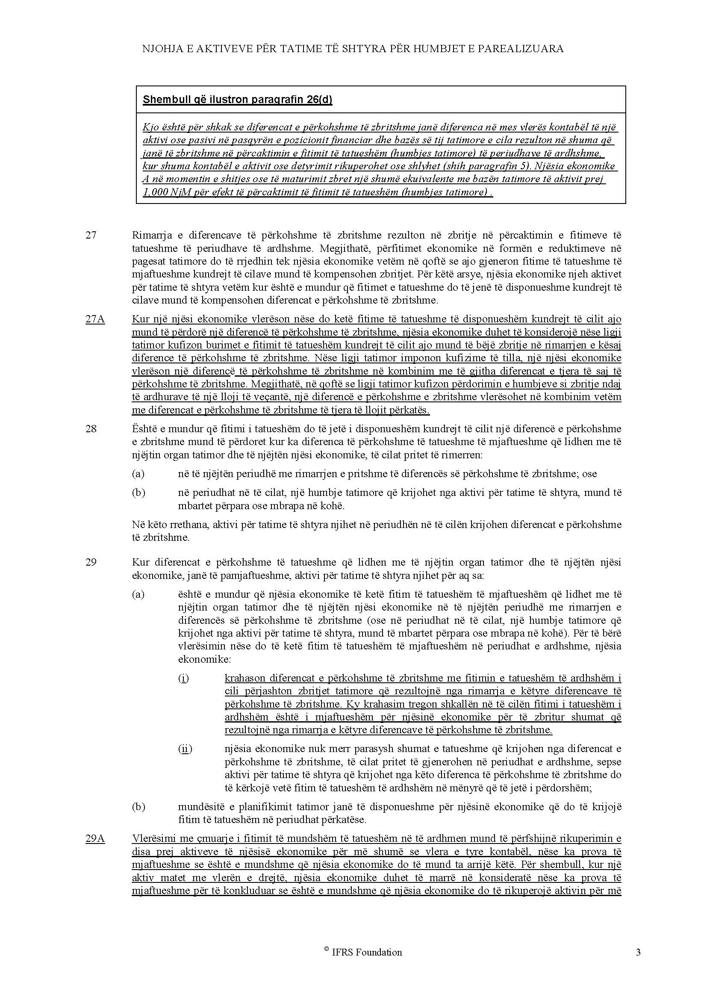 NJOHJA E AKTIVEVE PËR TATIME TË SHTYRA PËR HUMBJET E PAREALIZUARA
Shembull që ilustron paragrafin 26(d)
Kjo është për shkak se diferencat e përkohshme të zbritshme janë diferenca në mes vlerës kontabël të një
aktivi ose pasivi në pasqyrën e pozicionit financiar dhe bazës së tij tatimore e cila rezulton në shuma që
janë të zbritshme në përcaktimin e fitimit të tatueshëm (humbjes tatimore) të periudhave të ardhshme,
kur shuma kontabël e aktivit ose detyrimit rikuperohet ose shlyhet (shih paragrafin 5). Njësia ekonomike
A në momentin e shitjes ose të maturimit zbret një shumë ekuivalente me bazën tatimore të aktivit prej
1,000 NjM për efekt të përcaktimit të fitimit të tatueshëm (humbjes tatimore) .
27 Rimarrja e diferencave të përkohshme të zbritshme rezulton në zbritje në përcaktimin e fitimeve të
tatueshme të periudhave të ardhshme. Megjithatë, përfitimet ekonomike në formën e reduktimeve në
pagesat tatimore do të rrjedhin tek njësia ekonomike vetëm në qoftë se ajo gjeneron fitime të tatueshme të
mjaftueshme kundrejt të cilave mund të kompensohen zbritjet. Për këtë arsye, njësia ekonomike njeh aktivet
për tatime të shtyra vetëm kur është e mundur që fitimet e tatueshme do të jenë të disponueshme kundrejt të
cilave mund të kompensohen diferencat e përkohshme të zbritshme.
27A Kur një njësi ekonomike vlerëson nëse do ketë fitime të tatueshme të disponueshëm kundrejt të cilit ajo
mund të përdorë një diferencë të përkohshme të zbritshme, njësia ekonomike duhet të konsiderojë nëse ligji
tatimor kufizon burimet e fitimit të tatueshëm kundrejt të cilit ajo mund të bëjë zbritje në rimarrjen e kësaj
diference të përkohshme të zbritshme. Nëse ligji tatimor imponon kufizime të tilla, një njësi ekonomike
vlerëson një diferencë të përkohshme të zbritshme në kombinim me të gjitha diferencat e tjera të saj të
përkohshme të zbritshme. Megjithatë, në qoftë se ligji tatimor kufizon përdorimin e humbjeve si zbritje ndaj
të ardhurave të një lloji të veçantë, një diferencë e përkohshme e zbritshme vlerësohet në kombinim vetëm
me diferencat e përkohshme të zbritshme të tjera të llojit përkatës.
28 Është e mundur që fitimi i tatueshëm do të jetë i disponueshëm kundrejt të cilit një diferencë e përkohshme
e zbritshme mund të përdoret kur ka diferenca të përkohshme të tatueshme të mjaftueshme që lidhen me të
njëjtin organ tatimor dhe të njëjtën njësi ekonomike, të cilat pritet të rimerren:
(a) në të njëjtën periudhë me rimarrjen e pritshme të diferencës së përkohshme të zbritshme; ose
(b) në periudhat në të cilat, një humbje tatimore që krijohet nga aktivi për tatime të shtyra, mund të
mbartet përpara ose mbrapa në kohë.
Në këto rrethana, aktivi për tatime të shtyra njihet në periudhën në të cilën krijohen diferencat e përkohshme
të zbritshme.
29 Kur diferencat e përkohshme të tatueshme që lidhen me të njëjtin organ tatimor dhe të njëjtën njësi
ekonomike, janë të pamjaftueshme, aktivi për tatime të shtyra njihet për aq sa:
(a) është e mundur që njësia ekonomike të ketë fitim të tatueshëm të mjaftueshëm që lidhet me të
njëjtin organ tatimor dhe të njëjtën njësi ekonomike në të njëjtën periudhë me rimarrjen e
diferencës së përkohshme të zbritshme (ose në periudhat në të cilat, një humbje tatimore që
krijohet nga aktivi për tatime të shtyra, mund të mbartet përpara ose mbrapa në kohë). Për të bërë
vlerësimin nëse do të ketë fitim të tatueshëm të mjaftueshëm në periudhat e ardhshme, njësia
ekonomike:
(i) krahason diferencat e përkohshme të zbritshme me fitimin e tatueshëm të ardhshëm i
cili përjashton zbritjet tatimore që rezultojnë nga rimarrja e këtyre diferencave të
përkohshme të zbritshme. Ky krahasim tregon shkallën në të cilën fitimi i tatueshëm i
ardhshëm është i mjaftueshëm për njësinë ekonomike për të zbritur shumat që
rezultojnë nga rimarrja e këtyre diferencave të përkohshme të zbritshme.
(ii) njësia ekonomike nuk merr parasysh shumat e tatueshme që krijohen nga diferencat e
përkohshme të zbritshme, të cilat pritet të gjenerohen në periudhat e ardhshme, sepse
aktivi për tatime të shtyra që krijohet nga këto diferenca të përkohshme të zbritshme do
të kërkojë vetë fitim të tatueshëm të ardhshëm në mënyrë që të jetë i përdorshëm;
(b) mundësitë e planifikimit tatimor janë të disponueshme për njësinë ekonomike që do të krijojë
fitim të tatueshëm në periudhat përkatëse.
29A Vlerësimi me çmuarje i fitimit të mundshëm të tatueshëm në të ardhmen mund të përfshijnë rikuperimin e
disa prej aktiveve të njësisë ekonomike për më shumë se vlera e tyre kontabël, nëse ka prova të
mjaftueshme se është e mundshme që njësia ekonomike do të mund ta arrijë këtë. Për shembull, kur një
aktiv matet me vlerën e drejtë, njësia ekonomike duhet të marrë në konsideratë nëse ka prova të
mjaftueshme për të konkluduar se është e mundshme që njësia ekonomike do të rikuperojë aktivin për më
© IFRS Foundation 3